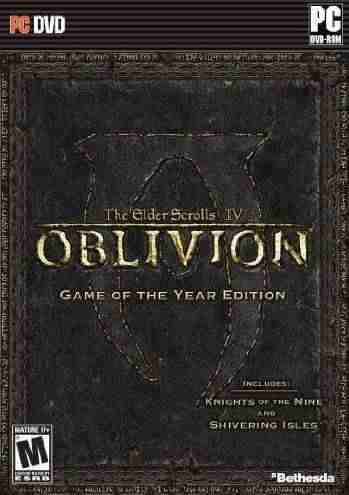 PC DVD
PC
DVD-ROM
The Elder Scrolls IV
OBLIVION
GAME OF THE YEAR EDITION
INCLUDES:
KNIGHTS OF THE NINE
AND
SHIVERING ISLES
MATURE 17+
M
ESRB
Bethesda